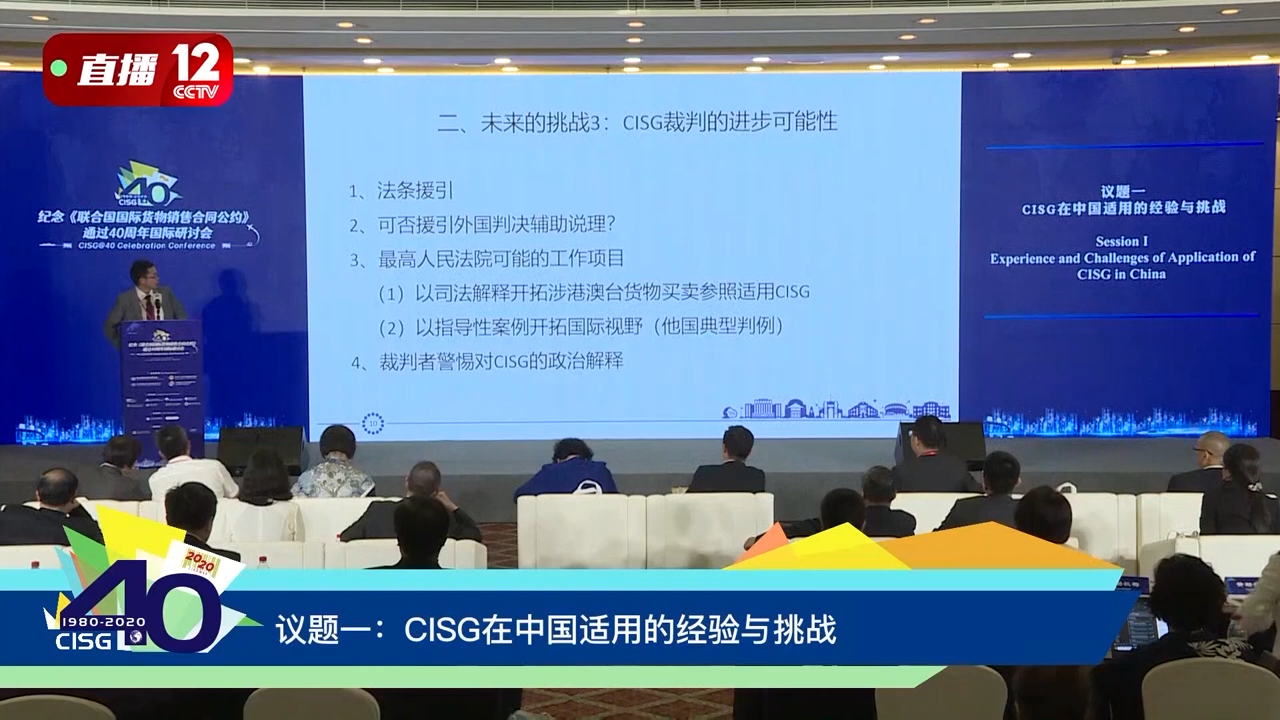 直播 12
CCTV
40
1980-2020
CISG
纪念《联合国国际货物销售合同公约》
通过40周年国际研讨会
CISG@40 Celebration Conference
二、未来的挑战3：CISG裁判的进步可能性
1、法条援引
2、可否援引外国判决辅助说理？
3、最高人民法院可能的工作项目
（1）以司法解释开拓涉港澳台货物买卖参照适用CISG
（2）以指导性案例开拓国际视野（他国典型判例）
4、裁判者警惕对CISG的政治解释
10
议题一
CISG在中国适用的经验与挑战
Session I
Experience and Challenges of Application of
CISG in China
2020
40
1980-2020
CISG
议题一：CISG在中国适用的经验与挑战